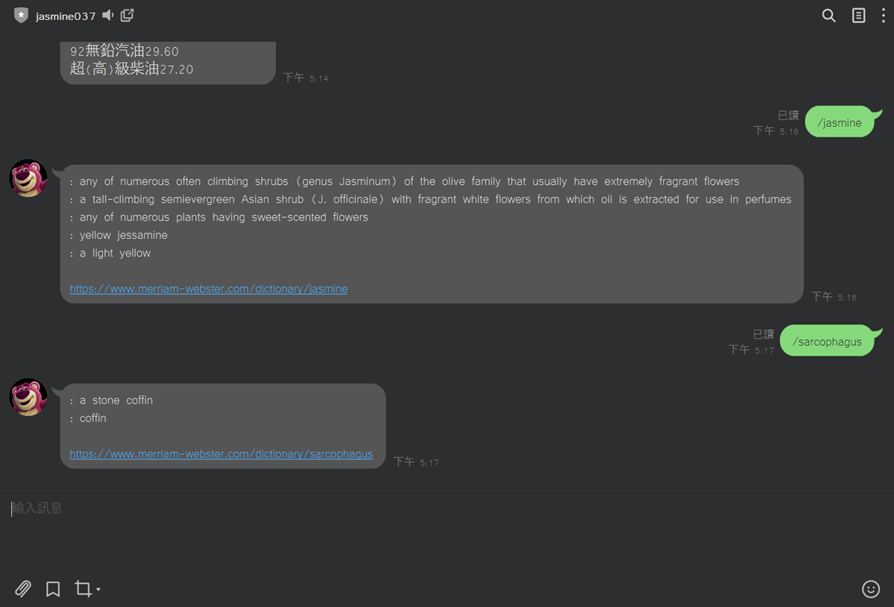 jasmine037
92無鉛汽油29.60
超(高)級柴油27.20
下午 5:14
已讀
下午 5:16
/jasmine
: any of numerous often climbing shrubs (genus Jasminum) of the olive family that usually have extremely fragrant flowers
: a tall-climbing semievergreen Asian shrub (J. officinale) with fragrant white flowers from which oil is extracted for use in perfumes
: any of numerous plants having sweet-scented flowers
: yellow jessamine
: a light yellow
https://www.merriam-webster.com/dictionary/jasmine
下午 5:16
已讀
下午 5:17
/sarcophagus
: a stone coffin
: coffin
https://www.merriam-webster.com/dictionary/sarcophagus
下午 5:17
輸入訊息